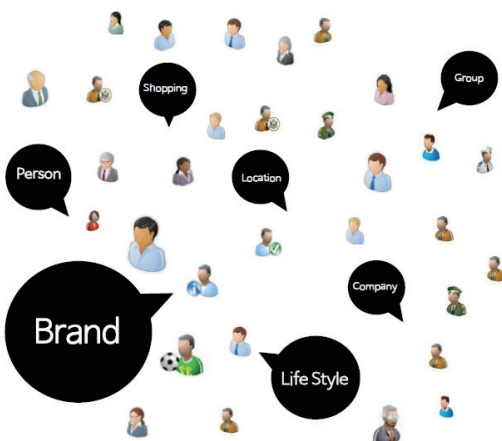 Group
Shopping
Person
Location
Company
Brand
Life Style